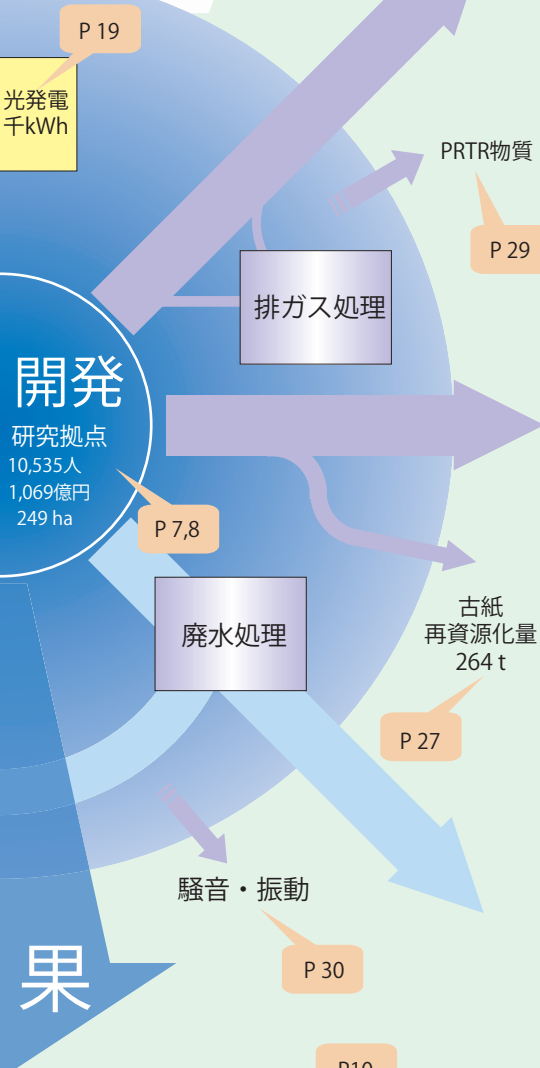 P 19
光発電
千kWh
PRTR物質
P 29
排ガス処理
開発
研究拠点
10,535人
1,069億円
249 ha
P 7,8
古紙
再資源化量
264 t
廃水処理
P 27
騒音・振動
果
P 30